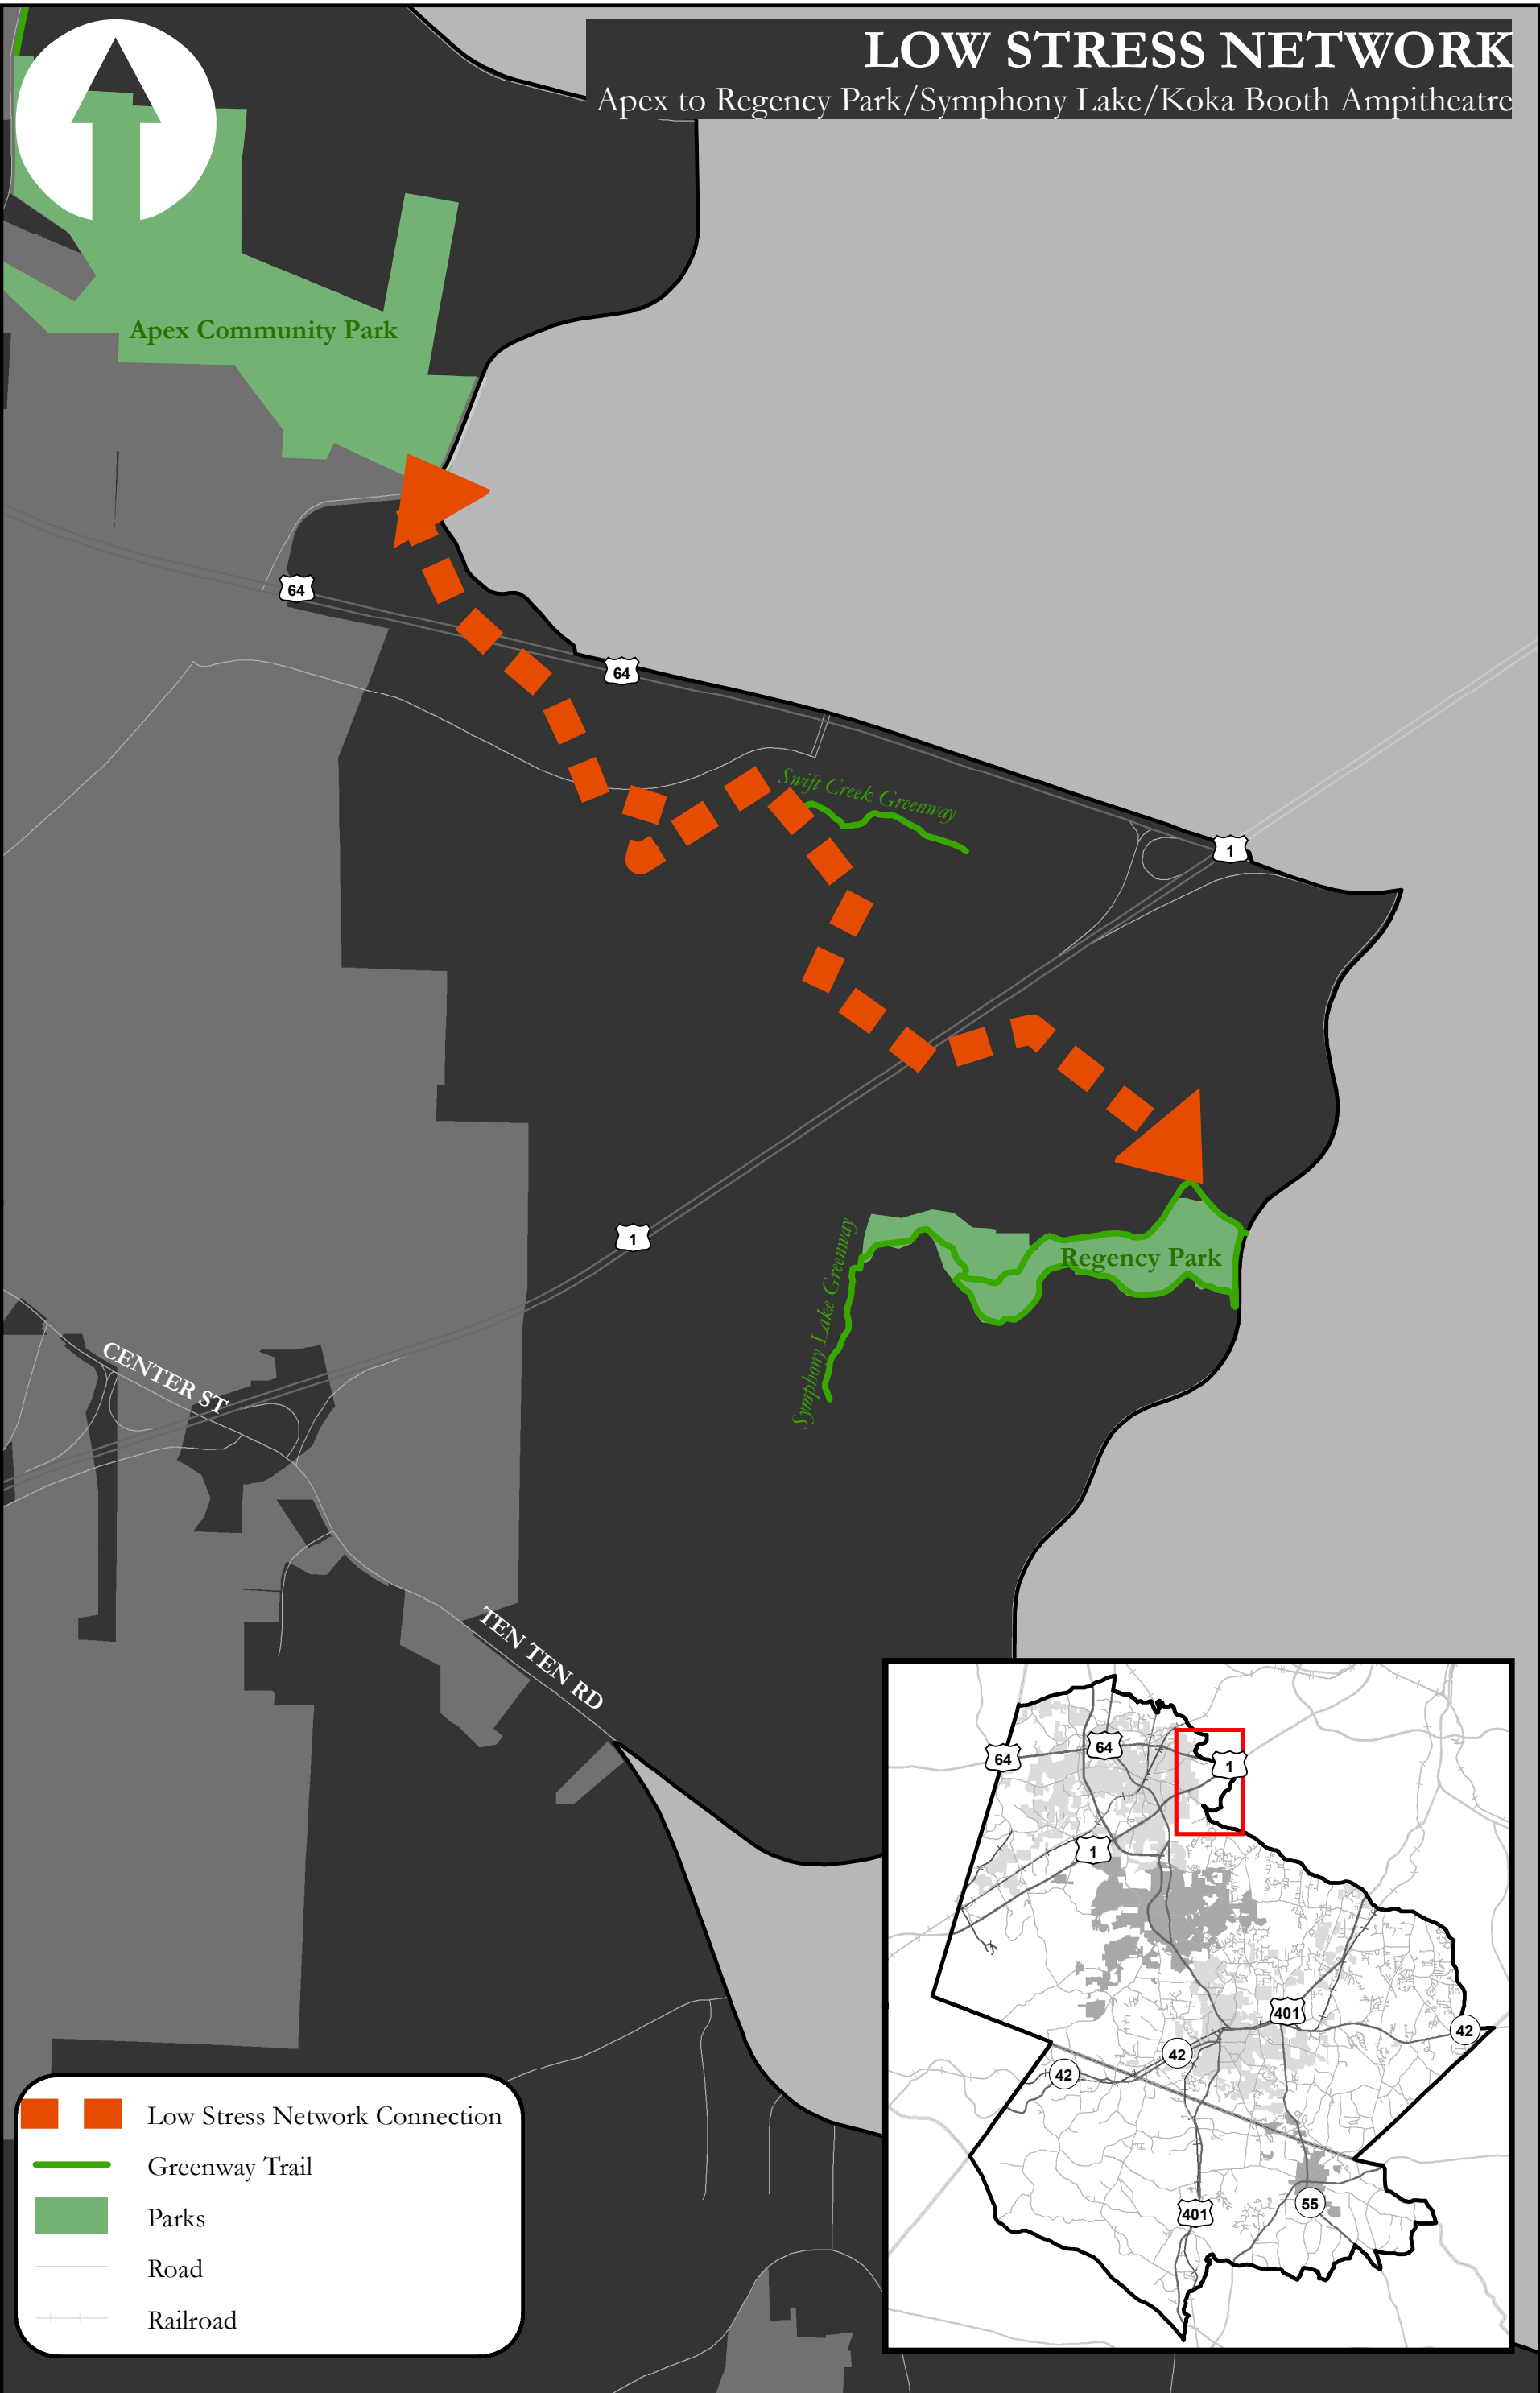 LOW STRESS NETWORK
Apex to Regency Park/Symphony Lake/Koka Booth Ampitheatre
Apex Community Park
64
64
Swift Creek Greenway
1
1
Regency Park
Symphony Lake Greenway
CENTER ST
TEN TEN RD
64
64
1
1
401
42
42
42
401
55
Low Stress Network Connection
Greenway Trail
Parks
Road
Railroad